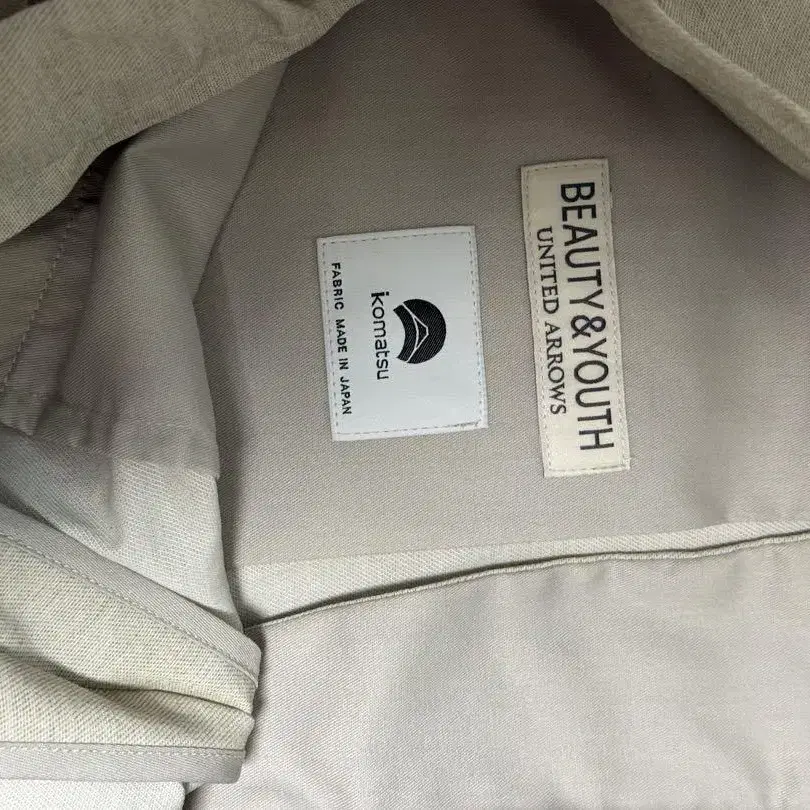 BEAUTY&YOUTH
UNITED ARROWS
komatsu
FABRIC MADE IN JAPAN